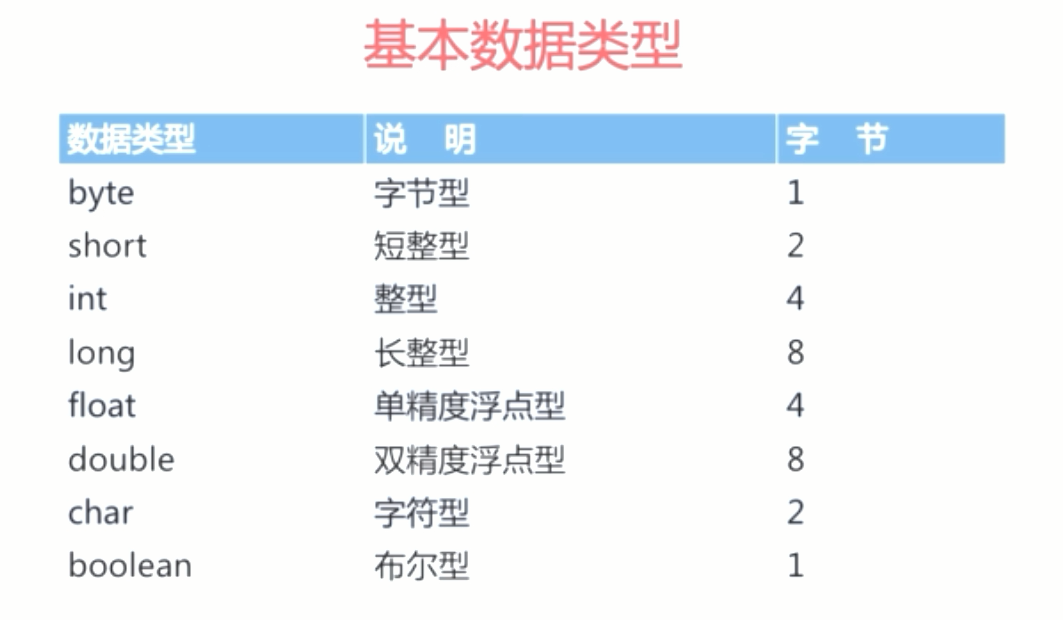 基本数据类型
数据类型 说 明 字 节
byte 字节型 1
short 短整型 2
int 整型 4
long 长整型 8
float 单精度浮点型 4
double 双精度浮点型 8
char 字符型 2
boolean 布尔型 1